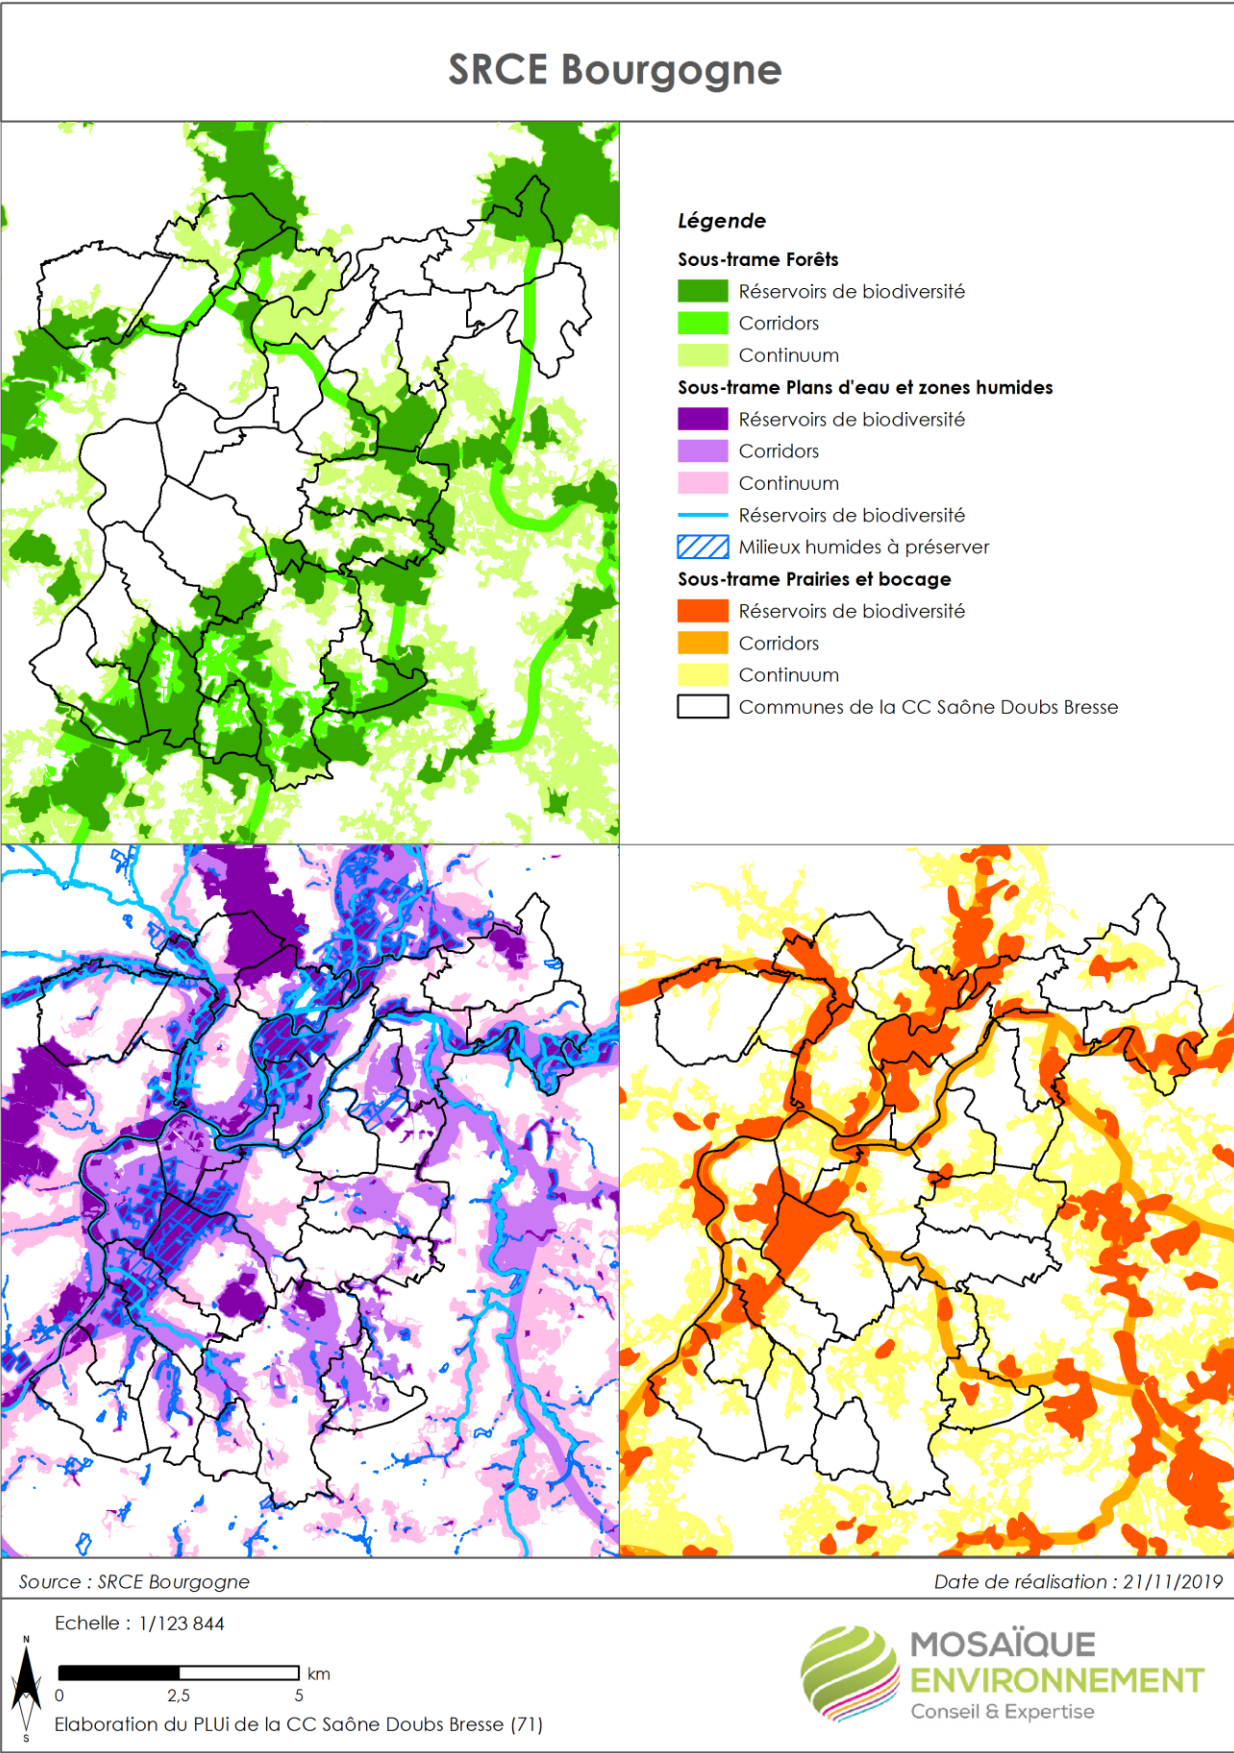 SRCE Bourgogne
Légende
Sous-trame Forêts
Réservoirs de biodiversité
Corridors
Continuum
Sous-trame Plans d'eau et zones humides
Réservoirs de biodiversité
Corridors
Continuum
Réservoirs de biodiversité
Milieux humides à préserver
Sous-trame Prairies et bocage
Réservoirs de biodiversité
Corridors
Continuum
Communes de la CC Saône Doubs Bresse
Source : SRCE Bourgogne
Date de réalisation : 21/11/2019
Echelle : 1/123 844
N
km
0 2,5 5
S
Elaboration du PLUi de la CC Saône Doubs Bresse (71)
MOSAÏQUE
ENVIRONNEMENT
Conseil & Expertise